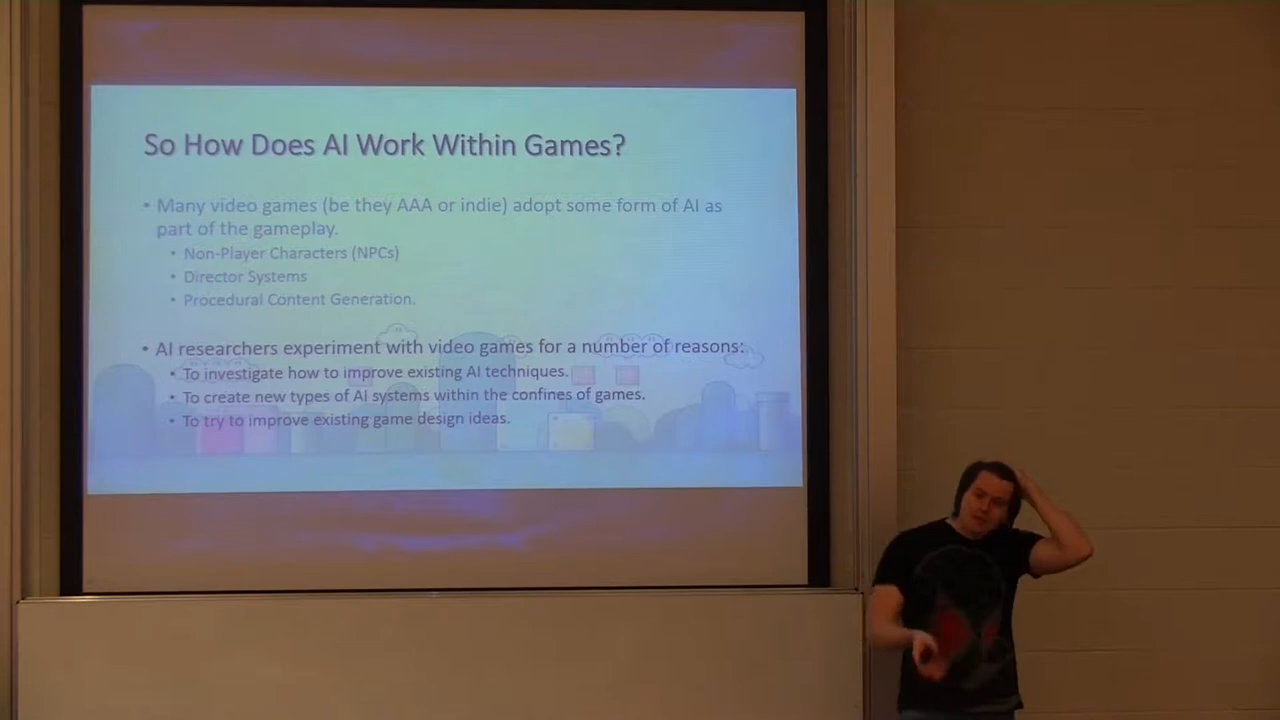 So How Does AI Work Within Games?
• Many video games (be they AAA or indie) adopt some form of AI as
part of the gameplay.
• Non-Player Characters (NPCs)
• Director Systems
• Procedural Content Generation.
• AI researchers experiment with video games for a number of reasons:
• To investigate how to improve existing AI techniques.
• To create new types of AI systems within the confines of games.
• To try to improve existing game design ideas.